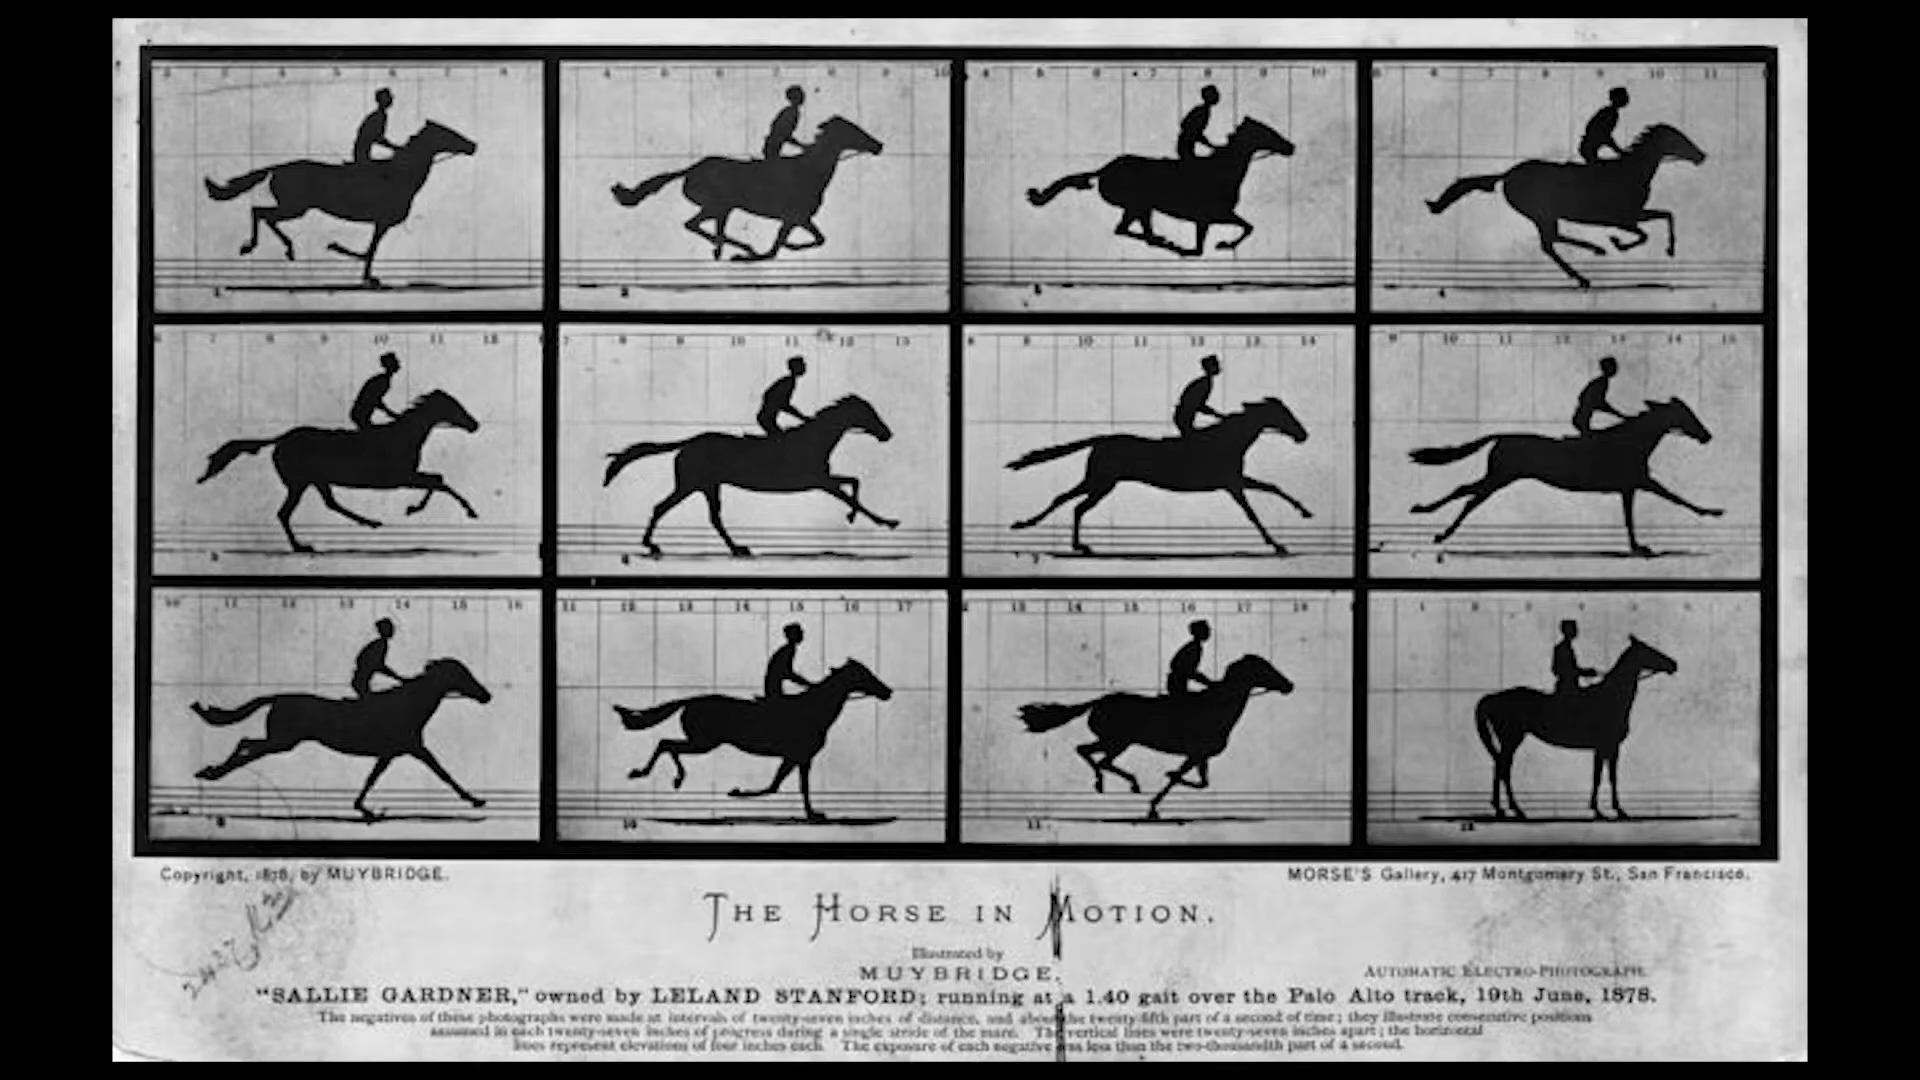 Copyright, 1878, by MUYBRIDGE.
MORSE'S Gallery, 417 Montgomery St., San Francisco.
THE HORSE IN MOTION.
Illustrated by
MUYBRIDGE.
AUTOMATIC ELECTRO-PHOTOGRAPH.
"SALLIE GARDNER," owned by LELAND STANFORD; running at a 1.40 gait over the Palo Alto track, 19th June, 1878.
The negatives of these photographs were made at intervals of twenty-seven inches of distance, and about the twenty-fifth part of a second of time; they illustrate consecutive positions
assumed in each twenty-seven inches of progress during a single stride of the mare. The vertical lines were twenty-seven inches apart; the horizontal
lines represent elevations of four inches each. The exposure of each negative was less than the two-thousandth part of a second.